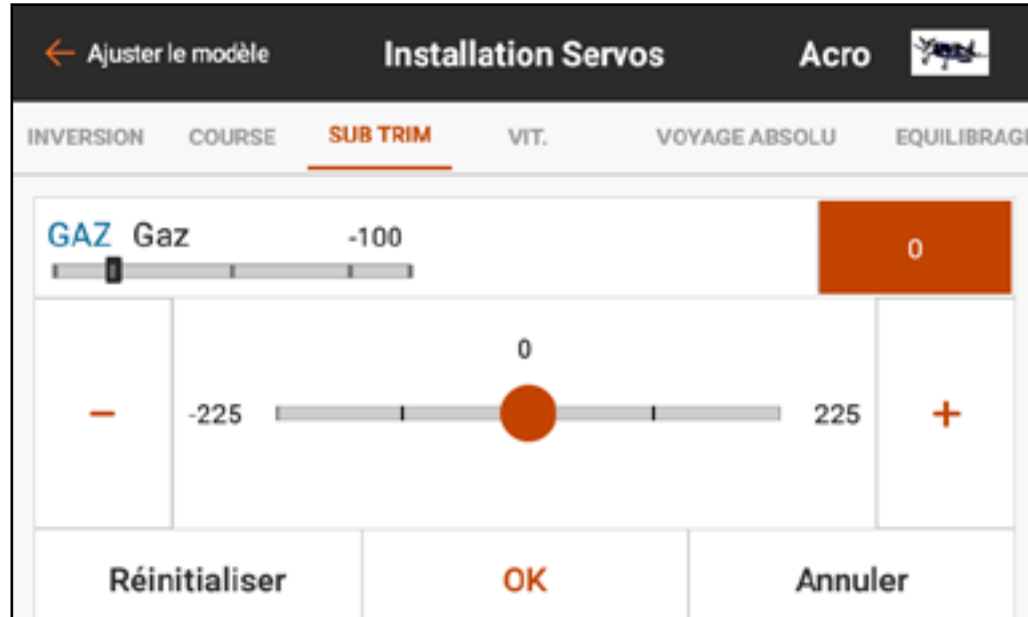 ← Ajuster le modèle Installation Servos Acro
INVERSION COURSE SUB TRIM VIT. VOYAGE ABSOLU EQUILIBRAGE
GAZ Gaz -100 0
0
− -225 225 +
Réinitialiser OK Annuler